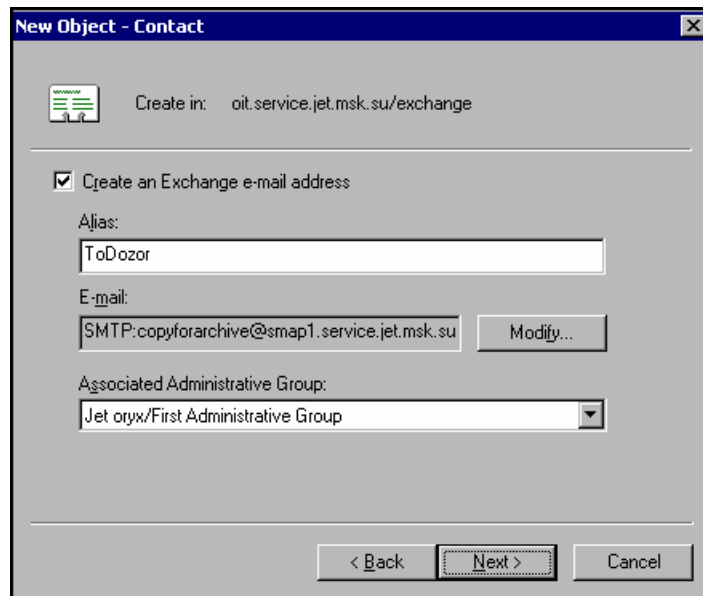 New Object - Contact
Create in: oit.service.jet.msk.su/exchange
Create an Exchange e-mail address
Alias:
ToDozor
E-mail:
SMTP:copyforarchive@smap1.service.jet.msk.su
Modify...
Associated Administrative Group:
Jet oryx/First Administrative Group
< Back
Next >
Cancel